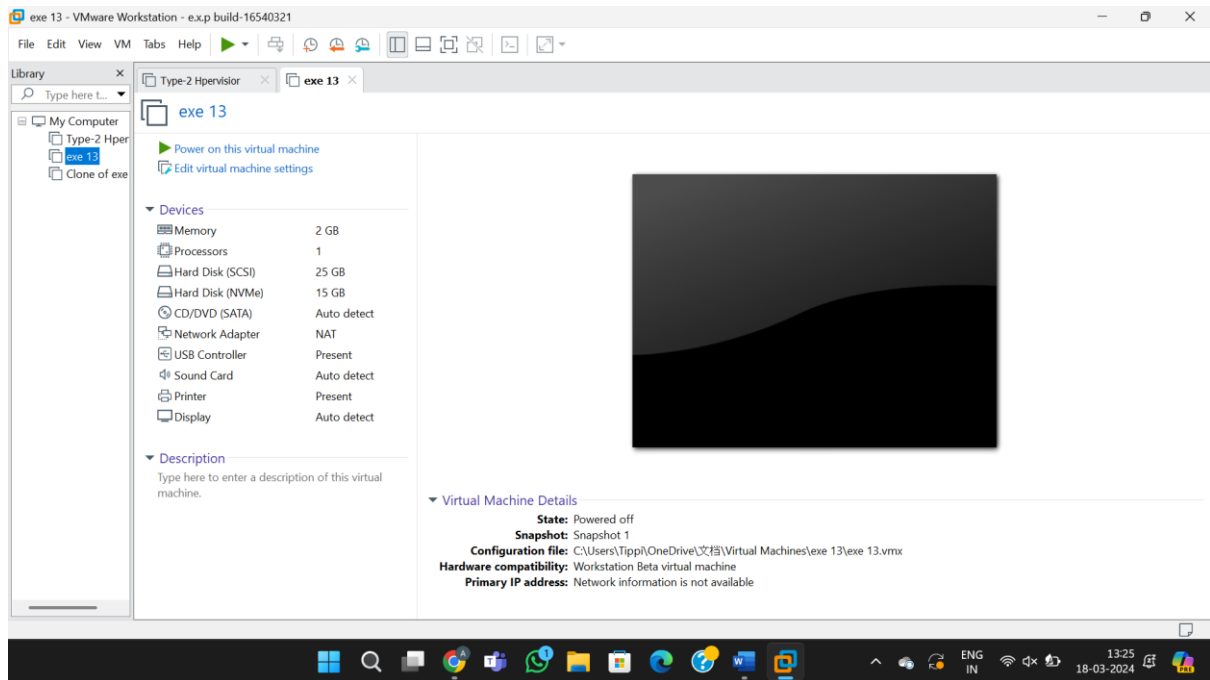 exe 13 - VMware Workstation - e.x.p build-16540321
File Edit View VM Tabs Help
Library
Type here t...
My Computer
Type-2 Hper
exe 13
Clone of exe
Type-2 Hpervisior
exe 13
exe 13
Power on this virtual machine
Edit virtual machine settings
Devices
Memory 2 GB
Processors 1
Hard Disk (SCSI) 25 GB
Hard Disk (NVMe) 15 GB
CD/DVD (SATA) Auto detect
Network Adapter NAT
USB Controller Present
Sound Card Auto detect
Printer Present
Display Auto detect
Description
Type here to enter a description of this virtual
machine.
Virtual Machine Details
State: Powered off
Snapshot: Snapshot 1
Configuration file: C:\Users\Tippi\OneDrive\文档\Virtual Machines\exe 13\exe 13.vmx
Hardware compatibility: Workstation Beta virtual machine
Primary IP address: Network information is not available
A
W
ENG
IN
13:25
18-03-2024
PRE